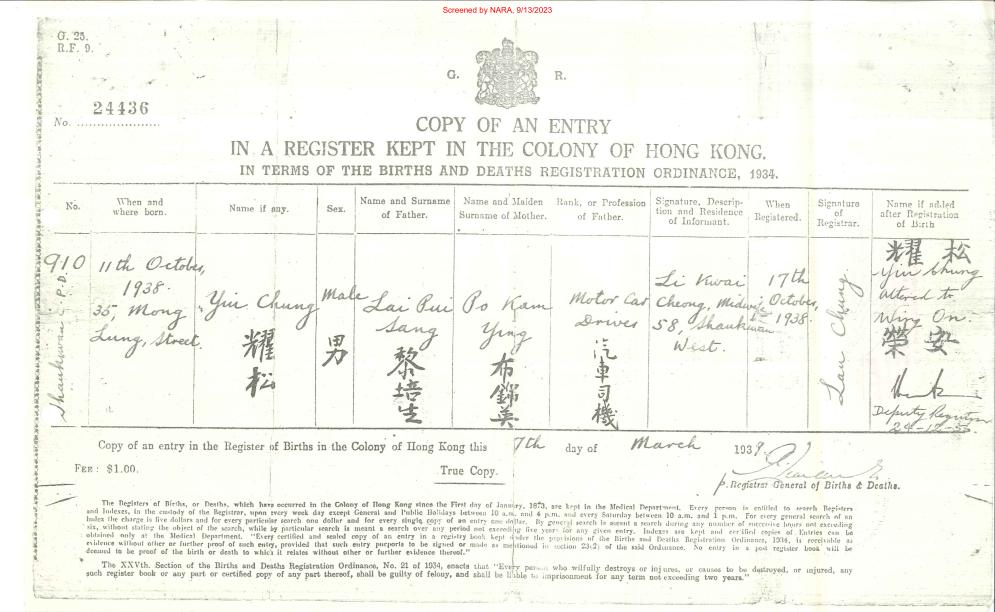 Screened by NARA, 9/13/2023
G. 25.
R.F. 9.
G. R.
24436
No. ....................
COPY OF AN ENTRY
IN A REGISTER KEPT IN THE COLONY OF HONG KONG.
IN TERMS OF THE BIRTHS AND DEATHS REGISTRATION ORDINANCE, 1934.
No.
When and where born.
Name if any.
Sex.
Name and Surname of Father.
Name and Maiden Surname of Mother.
Rank, or Profession of Father.
Signature, Description and Residence of Informant.
When Registered.
Signature of Registrar.
Name if added after Registration of Birth
910
Shaukiwan C.P.D.
11th October,
1938.
35, Mong
Lung, Street.
Yiu Chung
耀
松
Male
男
Lai Pui
Sang
黎
培
生
Po Kam
Ying
布
錦
英
Motor Car
Driver
汽
車
司
機
Li Kwai
Cheong, Midwife
58, Shaukiwan
West.
17th
October,
1938.
Lau Chung
耀 松
Yiu Chung
altered to
Wing On.
榮 安
Deputy Registrar
Copy of an entry in the Register of Births in the Colony of Hong Kong this 7th day of March 1939.
FEE: $1.00.
True Copy.
p. Registrar General of Births & Deaths.
The Registers of Births, or Deaths, which have occurred in the Colony of Hong Kong since the First day of January, 1873, are kept in the Medical Department. Every person is entitled to search Registers
and Indexes, in the custody of the Registrar, upon every week day except General and Public Holidays between 10 a.m. and 4 p.m. and every Saturday between 10 a.m. and 1 p.m. For every general search of an
Index the charge is five dollars and for every particular search one dollar and for every single copy of an entry one dollar. By general search is meant a search during any number of successive hours not exceeding
six, without stating the object of the search, while by particular search is meant a search over any period not exceeding five years for any given entry. Indexes are kept and certified copies of Entries can be
obtained only at the Medical Department. "Every certified and sealed copy of an entry in a registry book kept under the provisions of the Births and Deaths Registration Ordinance, 1934, is receivable as
evidence without other or further proof of such entry, provided that such entry purports to be signed or made as mentioned in section 23(2) of the said Ordinance. No entry in a past register book will be
deemed to be proof of the birth or death to which it relates without other or further evidence thereof."
The XXVth. Section of the Births and Deaths Registration Ordinance, No. 21 of 1934, enacts that "Every person who wilfully destroys or injures, or causes to be destroyed, or injured, any
such register book or any part or certified copy of any part thereof, shall be guilty of felony, and shall be liable to imprisonment for any term not exceeding two years."